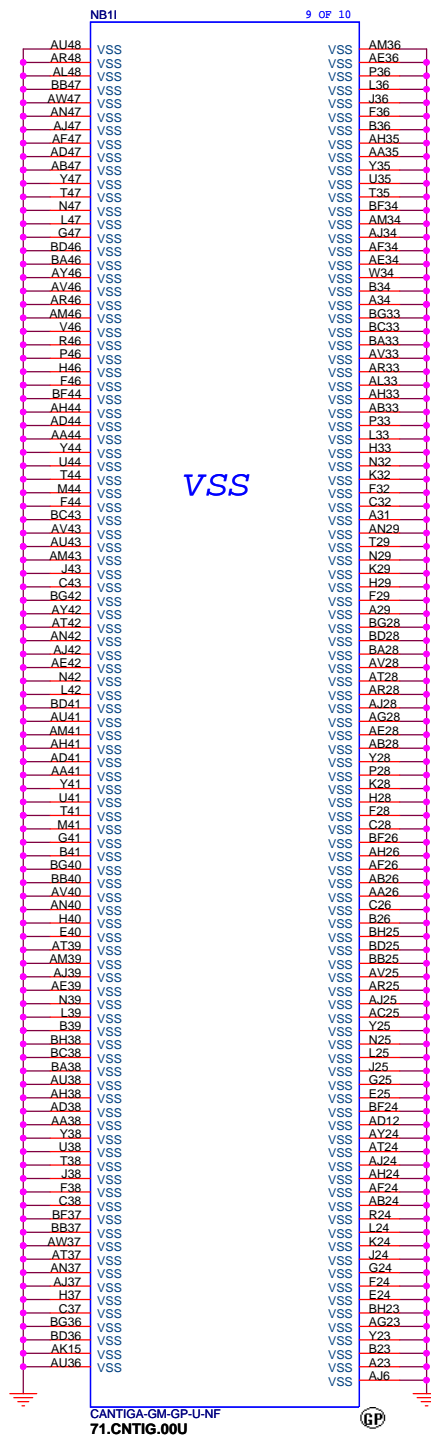 NB1I 9 OF 10
AU48 VSS VSS AM36
AR48 VSS VSS AE36
AL48 VSS VSS P36
BB47 VSS VSS L36
AW47 VSS VSS J36
AN47 VSS VSS F36
AJ47 VSS VSS B36
AF47 VSS VSS AH35
AD47 VSS VSS AA35
AB47 VSS VSS Y35
Y47 VSS VSS U35
T47 VSS VSS T35
N47 VSS VSS BF34
L47 VSS VSS AM34
G47 VSS VSS AJ34
BD46 VSS VSS AF34
BA46 VSS VSS AE34
AY46 VSS VSS W34
AV46 VSS VSS B34
AR46 VSS VSS A34
AM46 VSS VSS BG33
V46 VSS VSS BC33
R46 VSS VSS BA33
P46 VSS VSS AV33
H46 VSS VSS AR33
F46 VSS VSS AL33
BF44 VSS VSS AH33
AH44 VSS VSS AB33
AD44 VSS VSS P33
AA44 VSS VSS L33
Y44 VSS VSS H33
U44 VSS VSS N32
T44 VSS VSS K32
VSS
M44 VSS VSS F32
F44 VSS VSS C32
BC43 VSS VSS A31
AV43 VSS VSS AN29
AU43 VSS VSS T29
AM43 VSS VSS N29
J43 VSS VSS K29
C43 VSS VSS H29
BG42 VSS VSS F29
AY42 VSS VSS A29
AT42 VSS VSS BG28
AN42 VSS VSS BD28
AJ42 VSS VSS BA28
AE42 VSS VSS AV28
N42 VSS VSS AT28
L42 VSS VSS AR28
BD41 VSS VSS AJ28
AU41 VSS VSS AG28
AM41 VSS VSS AE28
AH41 VSS VSS AB28
AD41 VSS VSS Y28
AA41 VSS VSS P28
Y41 VSS VSS K28
U41 VSS VSS H28
T41 VSS VSS F28
M41 VSS VSS C28
G41 VSS VSS BF26
B41 VSS VSS AH26
BG40 VSS VSS AF26
BB40 VSS VSS AB26
AV40 VSS VSS AA26
AN40 VSS VSS C26
H40 VSS VSS B26
E40 VSS VSS BH25
AT39 VSS VSS BD25
AM39 VSS VSS BB25
AJ39 VSS VSS AV25
AE39 VSS VSS AR25
N39 VSS VSS AJ25
L39 VSS VSS AC25
B39 VSS VSS Y25
BH38 VSS VSS N25
BC38 VSS VSS L25
BA38 VSS VSS J25
AU38 VSS VSS G25
AH38 VSS VSS E25
AD38 VSS VSS BF24
AA38 VSS VSS AD12
Y38 VSS VSS AY24
U38 VSS VSS AT24
T38 VSS VSS AJ24
J38 VSS VSS AH24
F38 VSS VSS AF24
C38 VSS VSS AB24
BF37 VSS VSS R24
BB37 VSS VSS L24
AW37 VSS VSS K24
AT37 VSS VSS J24
AN37 VSS VSS G24
AJ37 VSS VSS F24
H37 VSS VSS E24
C37 VSS VSS BH23
BG36 VSS VSS AG23
BD36 VSS VSS Y23
AK15 VSS VSS B23
AU36 VSS VSS A23
VSS AJ6
CANTIGA-GM-GP-U-NF GP
71.CNTIG.00U